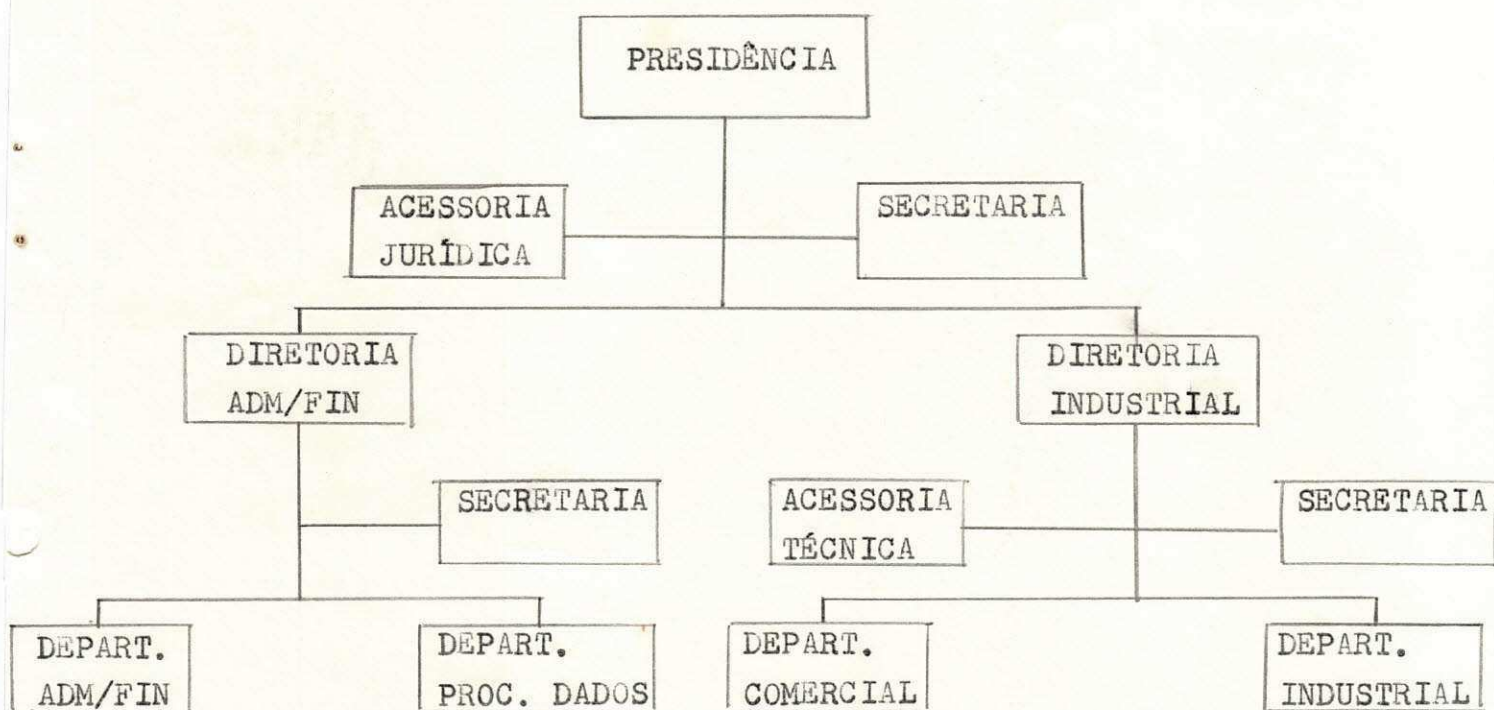 PRESIDÊNCIA
ACESSORIA
JURÍDICA
SECRETARIA
DIRETORIA
ADM/FIN
DIRETORIA
INDUSTRIAL
SECRETARIA
ACESSORIA
TÉCNICA
SECRETARIA
DEPART.
ADM/FIN
DEPART.
PROC. DADOS
DEPART.
COMERCIAL
DEPART.
INDUSTRIAL